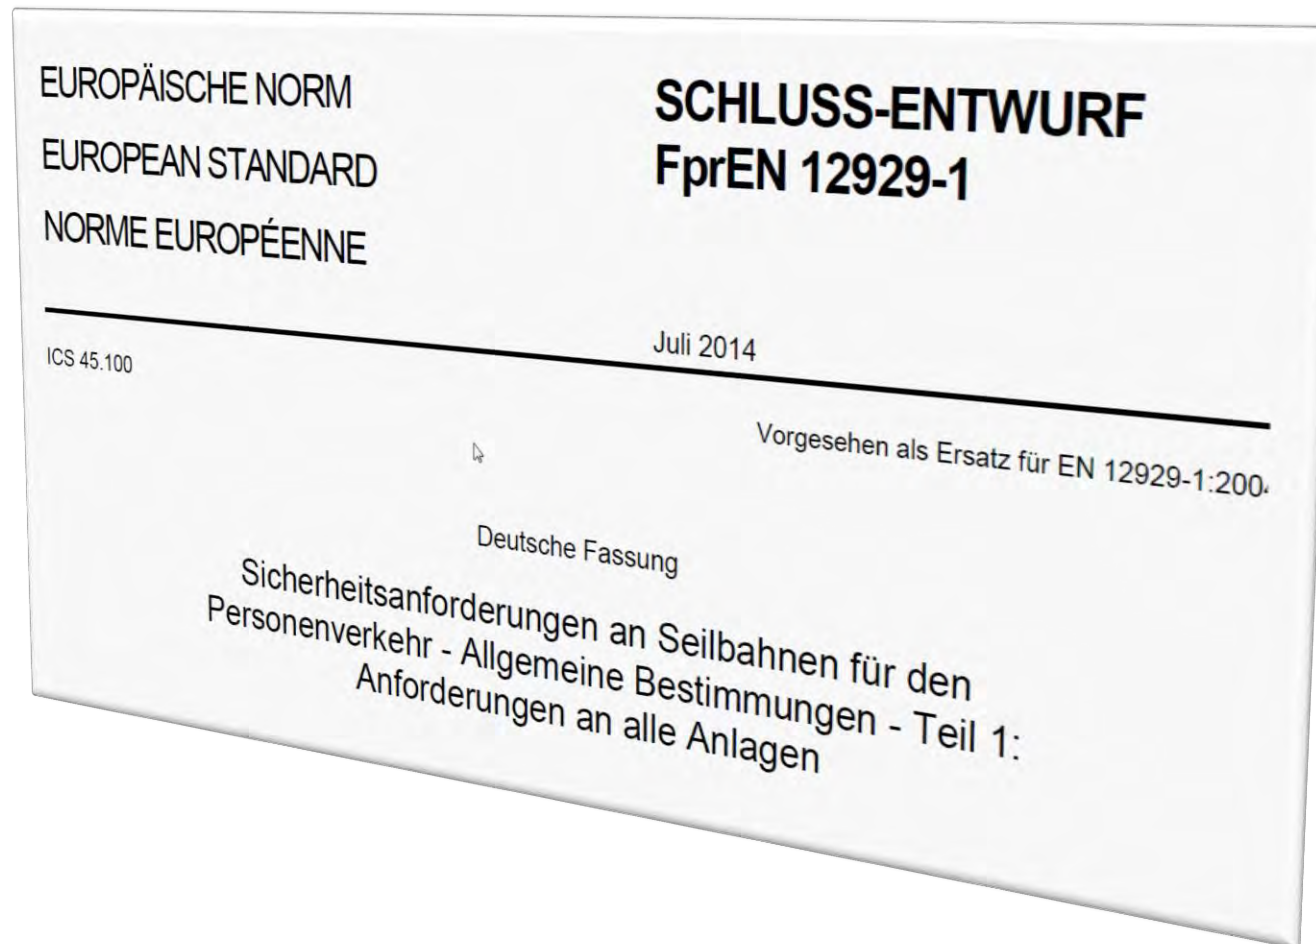 EUROPÄISCHE NORM
EUROPEAN STANDARD
NORME EUROPÉENNE
SCHLUSS-ENTWURF
FprEN 12929-1
Juli 2014
ICS 45.100
Vorgesehen als Ersatz für EN 12929-1:200
Deutsche Fassung
Sicherheitsanforderungen an Seilbahnen für den
Personenverkehr - Allgemeine Bestimmungen - Teil 1:
Anforderungen an alle Anlagen